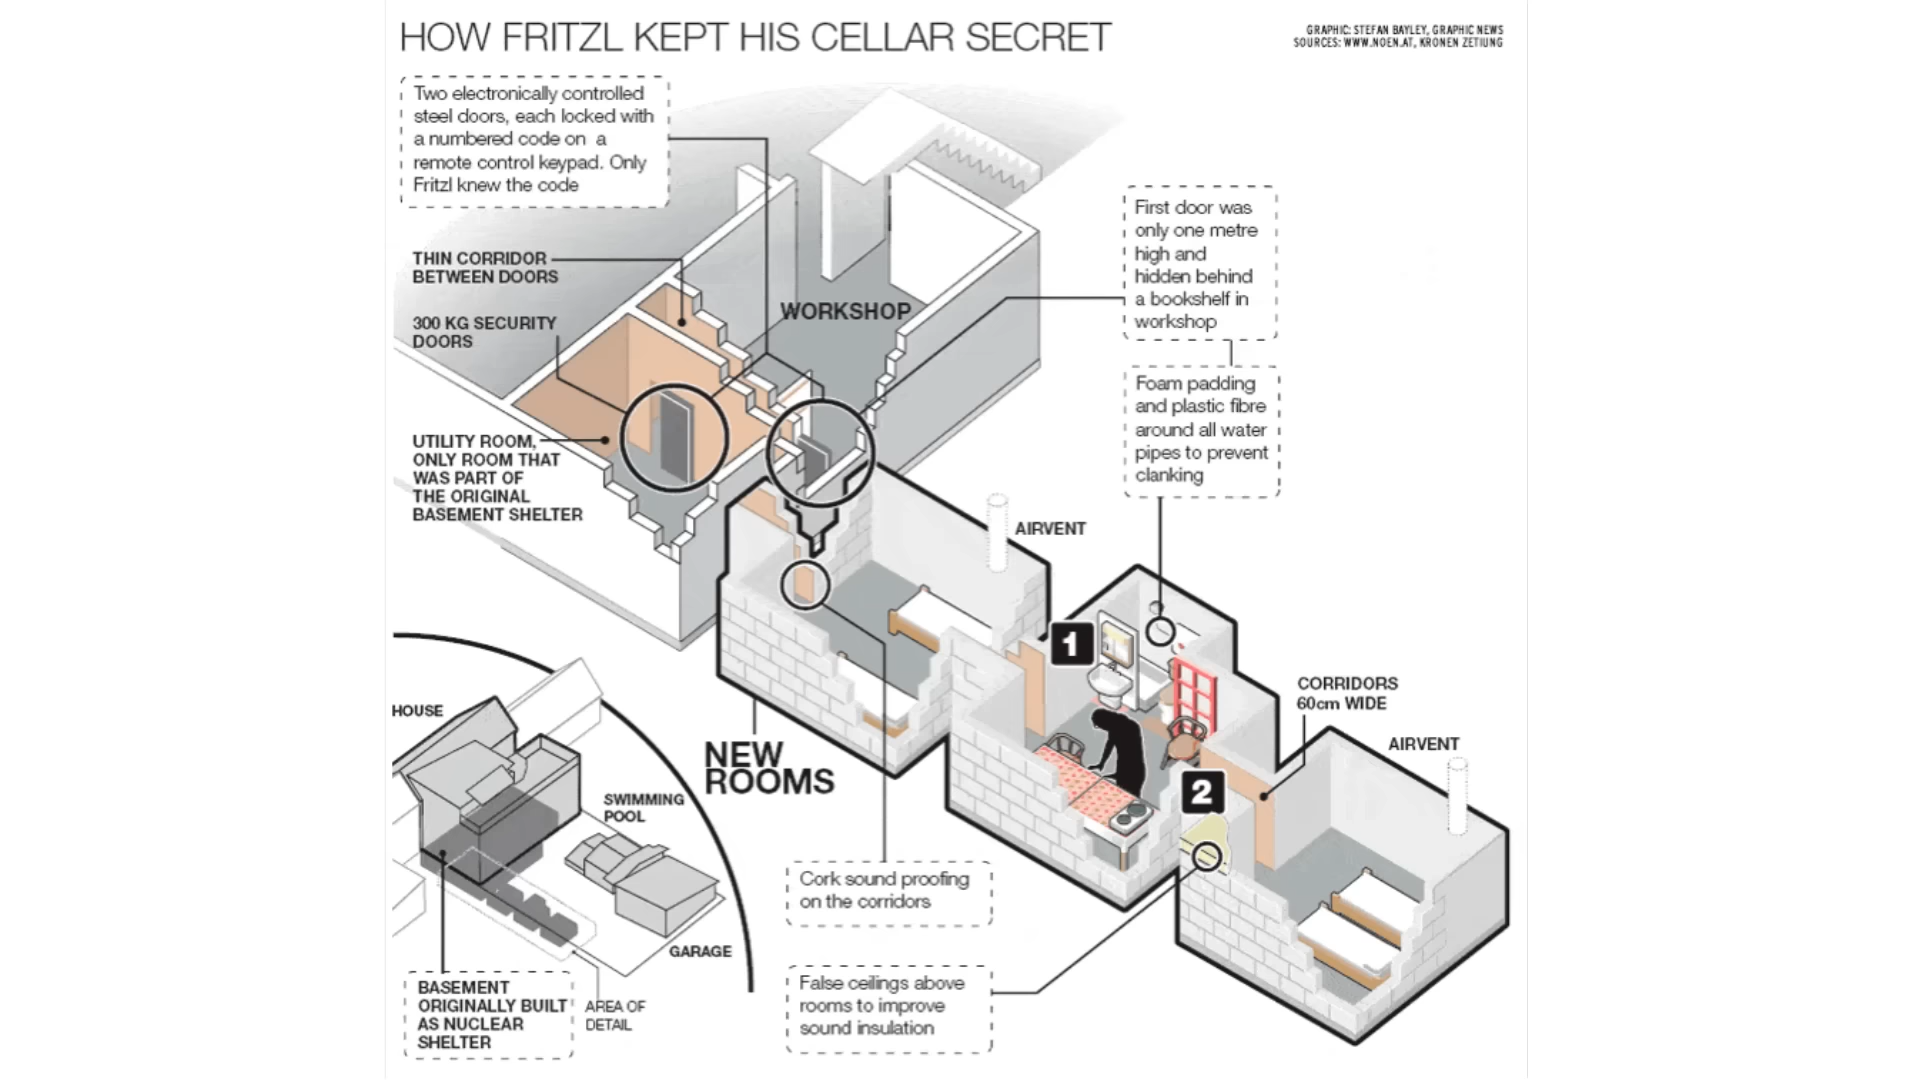 HOW FRITZL KEPT HIS CELLAR SECRET
GRAPHIC: STEFAN BAYLEY, GRAPHIC NEWS
SOURCES: WWW.NOEN.AT, KRONEN ZETIUNG
Two electronically controlled
steel doors, each locked with
a numbered code on a
remote control keypad. Only
Fritzl knew the code
THIN CORRIDOR
BETWEEN DOORS
300 KG SECURITY
DOORS
WORKSHOP
First door was
only one metre
high and
hidden behind
a bookshelf in
workshop
Foam padding
and plastic fibre
around all water
pipes to prevent
clanking
UTILITY ROOM,
ONLY ROOM THAT
WAS PART OF
THE ORIGINAL
BASEMENT SHELTER
AIRVENT
1
CORRIDORS
60cm WIDE
AIRVENT
HOUSE
NEW
ROOMS
2
SWIMMING
POOL
Cork sound proofing
on the corridors
GARAGE
False ceilings above
rooms to improve
sound insulation
BASEMENT
ORIGINALLY BUILT
AS NUCLEAR
SHELTER
AREA OF
DETAIL